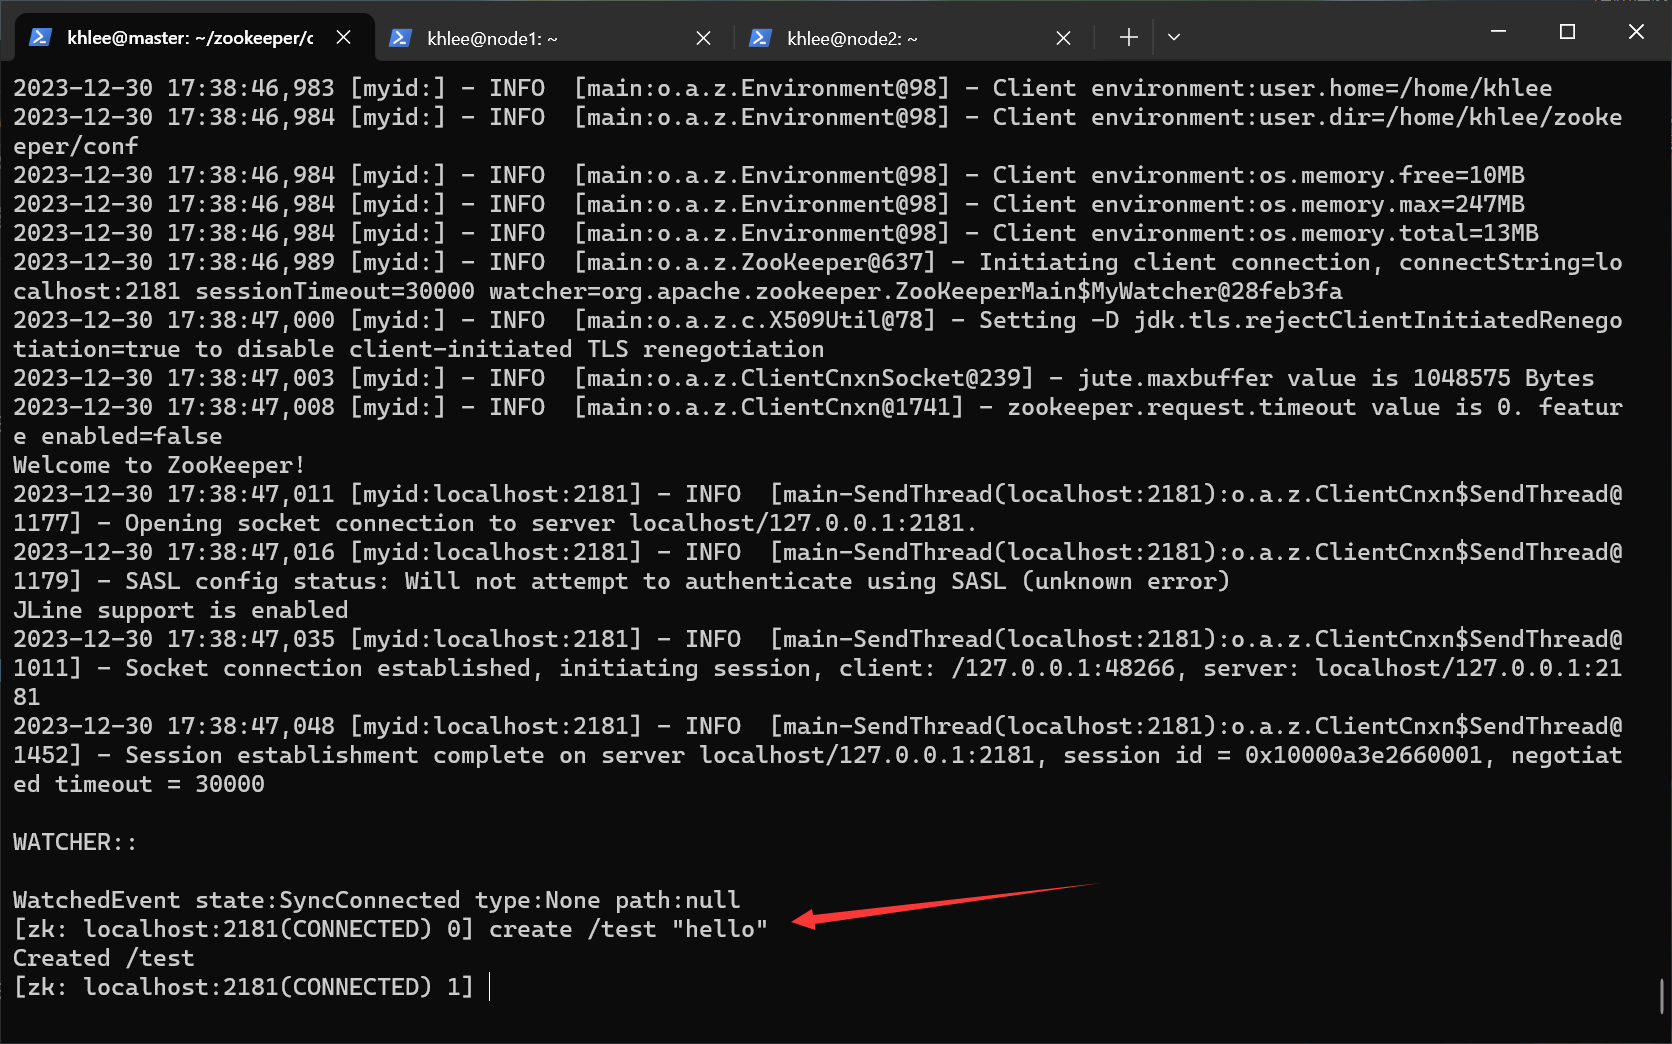 khlee@master: ~/zookeeper/c
khlee@node1: ~
khlee@node2: ~
2023-12-30 17:38:46,983 [myid:] - INFO  [main:o.a.z.Environment@98] - Client environment:user.home=/home/khlee
2023-12-30 17:38:46,984 [myid:] - INFO  [main:o.a.z.Environment@98] - Client environment:user.dir=/home/khlee/zooke
eper/conf
2023-12-30 17:38:46,984 [myid:] - INFO  [main:o.a.z.Environment@98] - Client environment:os.memory.free=10MB
2023-12-30 17:38:46,984 [myid:] - INFO  [main:o.a.z.Environment@98] - Client environment:os.memory.max=247MB
2023-12-30 17:38:46,984 [myid:] - INFO  [main:o.a.z.Environment@98] - Client environment:os.memory.total=13MB
2023-12-30 17:38:46,989 [myid:] - INFO  [main:o.a.z.ZooKeeper@637] - Initiating client connection, connectString=lo
calhost:2181 sessionTimeout=30000 watcher=org.apache.zookeeper.ZooKeeperMain$MyWatcher@28feb3fa
2023-12-30 17:38:47,000 [myid:] - INFO  [main:o.a.z.c.X509Util@78] - Setting -D jdk.tls.rejectClientInitiatedRenego
tiation=true to disable client-initiated TLS renegotiation
2023-12-30 17:38:47,003 [myid:] - INFO  [main:o.a.z.ClientCnxnSocket@239] - jute.maxbuffer value is 1048575 Bytes
2023-12-30 17:38:47,008 [myid:] - INFO  [main:o.a.z.ClientCnxn@1741] - zookeeper.request.timeout value is 0. featur
e enabled=false
Welcome to ZooKeeper!
2023-12-30 17:38:47,011 [myid:localhost:2181] - INFO  [main-SendThread(localhost:2181):o.a.z.ClientCnxn$SendThread@
1177] - Opening socket connection to server localhost/127.0.0.1:2181.
2023-12-30 17:38:47,016 [myid:localhost:2181] - INFO  [main-SendThread(localhost:2181):o.a.z.ClientCnxn$SendThread@
1179] - SASL config status: Will not attempt to authenticate using SASL (unknown error)
JLine support is enabled
2023-12-30 17:38:47,035 [myid:localhost:2181] - INFO  [main-SendThread(localhost:2181):o.a.z.ClientCnxn$SendThread@
1011] - Socket connection established, initiating session, client: /127.0.0.1:48266, server: localhost/127.0.0.1:21
81
2023-12-30 17:38:47,048 [myid:localhost:2181] - INFO  [main-SendThread(localhost:2181):o.a.z.ClientCnxn$SendThread@
1452] - Session establishment complete on server localhost/127.0.0.1:2181, session id = 0x10000a3e2660001, negotiat
ed timeout = 30000
WATCHER::
WatchedEvent state:SyncConnected type:None path:null
[zk: localhost:2181(CONNECTED) 0] create /test "hello"
Created /test
[zk: localhost:2181(CONNECTED) 1]